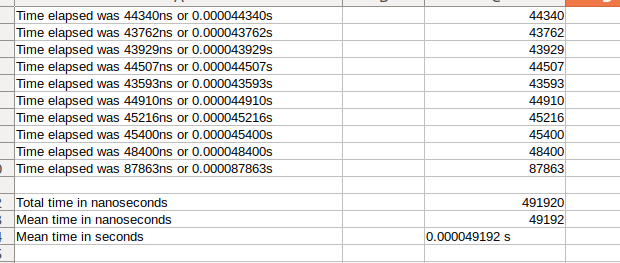 Time elapsed was 44340ns or 0.000044340s 44340
Time elapsed was 43762ns or 0.000043762s 43762
Time elapsed was 43929ns or 0.000043929s 43929
Time elapsed was 44507ns or 0.000044507s 44507
Time elapsed was 43593ns or 0.000043593s 43593
Time elapsed was 44910ns or 0.000044910s 44910
Time elapsed was 45216ns or 0.000045216s 45216
Time elapsed was 45400ns or 0.000045400s 45400
Time elapsed was 48400ns or 0.000048400s 48400
Time elapsed was 87863ns or 0.000087863s 87863
Total time in nanoseconds 491920
Mean time in nanoseconds 49192
Mean time in seconds 0.000049192 s